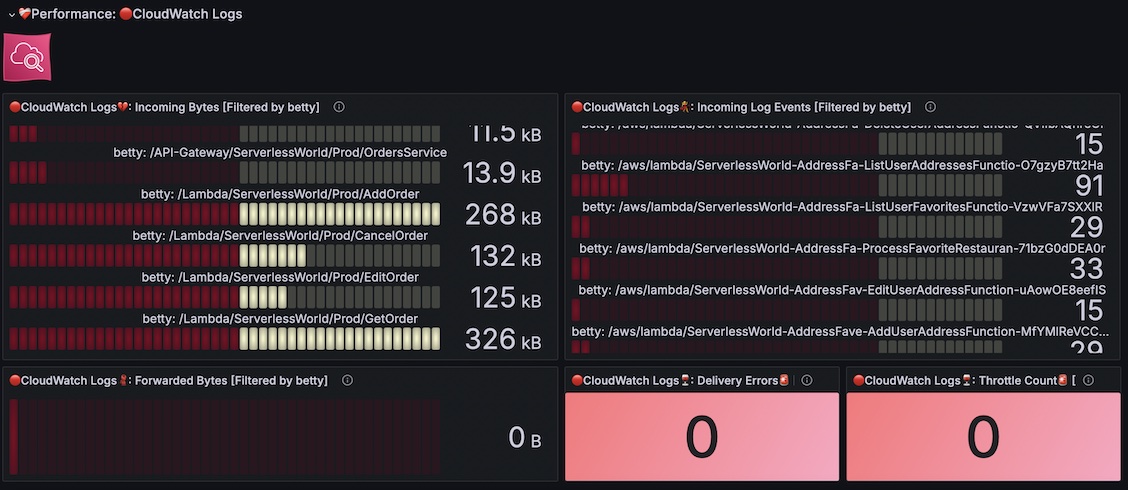 Performance: CloudWatch Logs
CloudWatch Logs: Incoming Bytes [Filtered by betty]
11.5 kB
betty: /API-Gateway/ServerlessWorld/Prod/OrdersService
13.9 kB
betty: /Lambda/ServerlessWorld/Prod/AddOrder
268 kB
betty: /Lambda/ServerlessWorld/Prod/CancelOrder
132 kB
betty: /Lambda/ServerlessWorld/Prod/EditOrder
125 kB
betty: /Lambda/ServerlessWorld/Prod/GetOrder
326 kB
CloudWatch Logs: Incoming Log Events [Filtered by betty]
15
betty: /aws/lambda/ServerlessWorld-AddressFa-ListUserAddressesFunctio-O7gzyB7tt2Ha
91
betty: /aws/lambda/ServerlessWorld-AddressFa-ListUserFavoritesFunctio-VzwVFa7SXXlR
29
betty: /aws/lambda/ServerlessWorld-AddressFa-ProcessFavoriteRestauran-71bzG0dDEA0r
33
betty: /aws/lambda/ServerlessWorld-AddressFav-EditUserAddressFunction-uAowOE8eefIS
15
betty: /aws/lambda/ServerlessWorld-AddressFave-AddUserAddressFunction-MfYMlReVCC...
29
CloudWatch Logs: Forwarded Bytes [Filtered by betty]
0 B
CloudWatch Logs: Delivery Errors
0
CloudWatch Logs: Throttle Count [
0